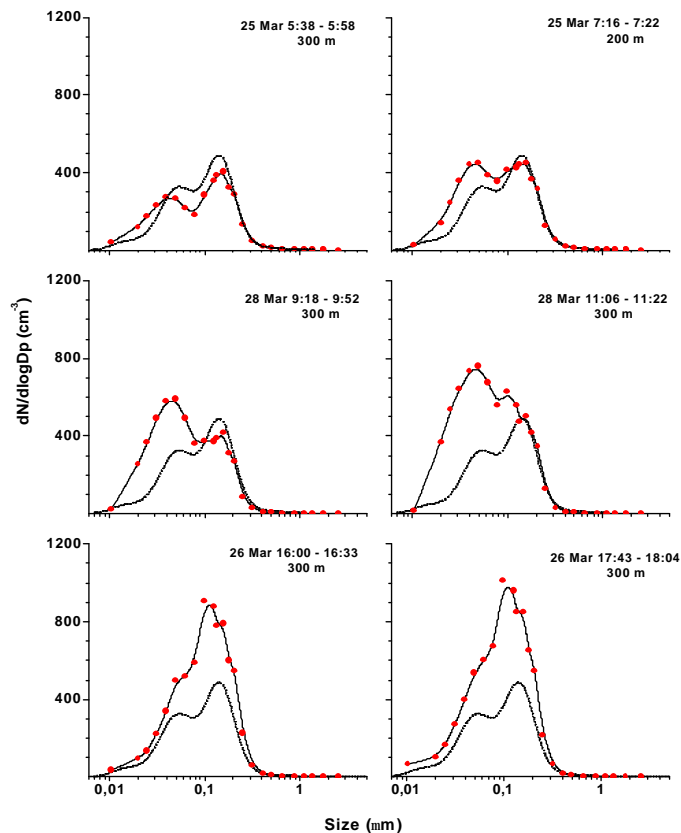 25 Mar 5:38 - 5:58
300 m
25 Mar 7:16 - 7:22
200 m
1200
800
400
28 Mar 9:18 - 9:52
300 m
28 Mar 11:06 - 11:22
300 m
1200
800
400
dN/dlogDp (cm-3)
26 Mar 16:00 - 16:33
300 m
26 Mar 17:43 - 18:04
300 m
1200
800
400
0,01 0,1 1
0,01 0,1 1
Size (mm)